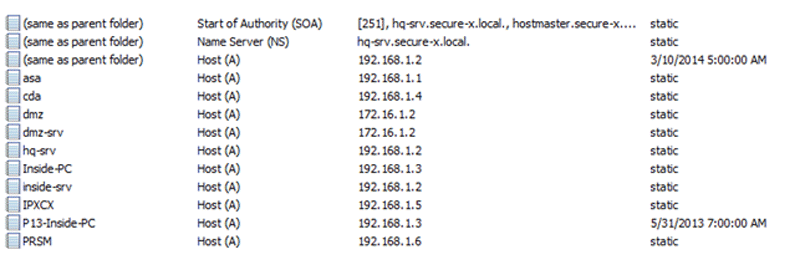 (same as parent folder) Start of Authority (SOA) [251], hq-srv.secure-x.local., hostmaster.secure-x.... static
(same as parent folder) Name Server (NS) hq-srv.secure-x.local. static
(same as parent folder) Host (A) 192.168.1.2 3/10/2014 5:00:00 AM
asa Host (A) 192.168.1.1 static
cda Host (A) 192.168.1.4 static
dmz Host (A) 172.16.1.2 static
dmz-srv Host (A) 172.16.1.2 static
hq-srv Host (A) 192.168.1.2 static
Inside-PC Host (A) 192.168.1.3 static
inside-srv Host (A) 192.168.1.2 static
IPXCX Host (A) 192.168.1.5 static
P13-Inside-PC Host (A) 192.168.1.3 5/31/2013 7:00:00 AM
PRSM Host (A) 192.168.1.6 static